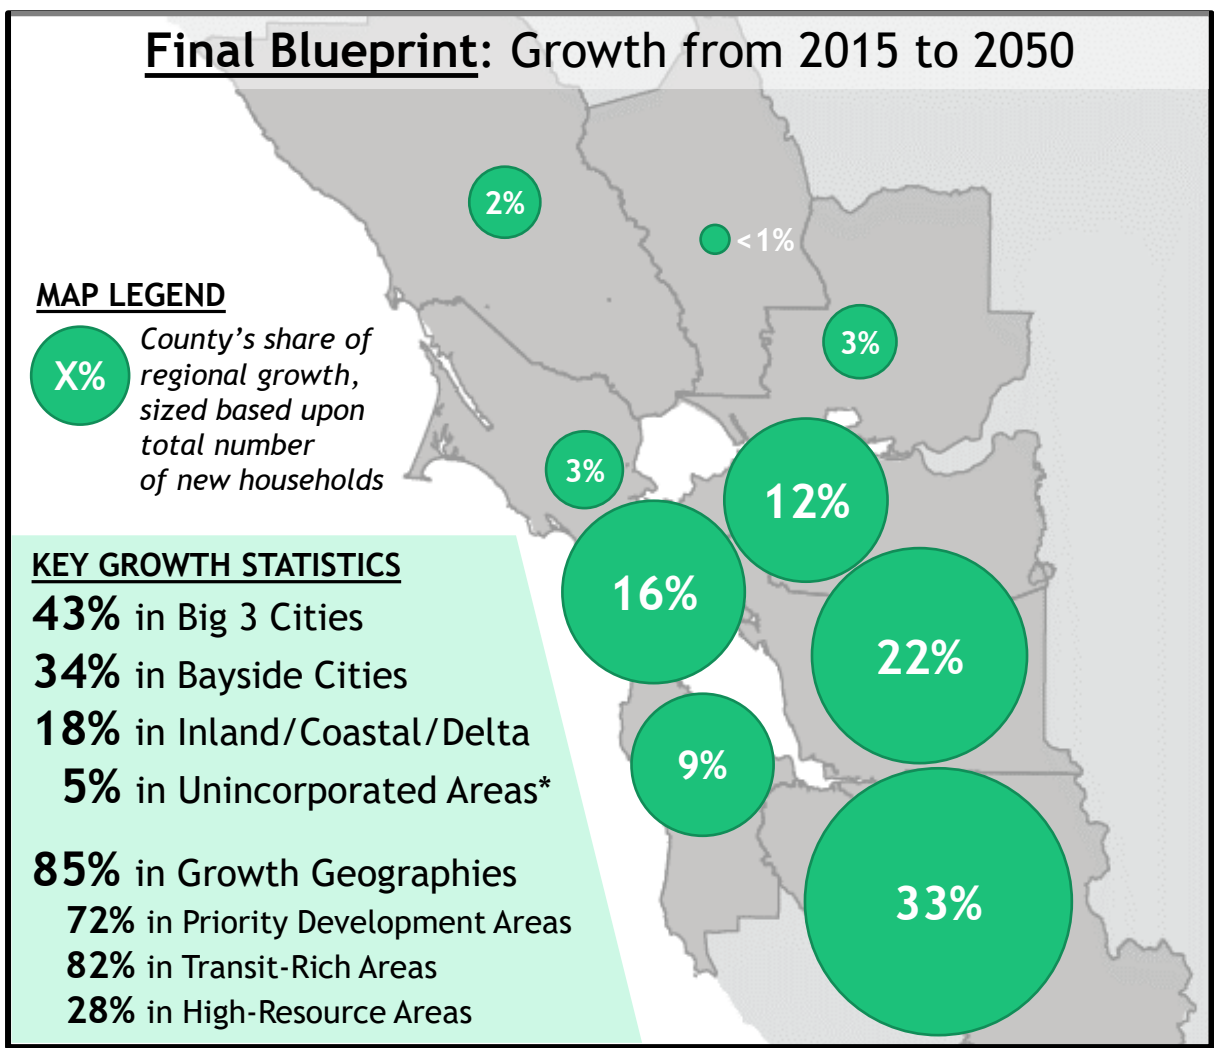 Final Blueprint: Growth from 2015 to 2050
2%
<1%
MAP LEGEND
X%
County’s share of
regional growth,
sized based upon
total number
of new households
3%
3%
12%
16%
22%
9%
33%
KEY GROWTH STATISTICS
43% in Big 3 Cities
34% in Bayside Cities
18% in Inland/Coastal/Delta
5% in Unincorporated Areas*
85% in Growth Geographies
72% in Priority Development Areas
82% in Transit-Rich Areas
28% in High-Resource Areas